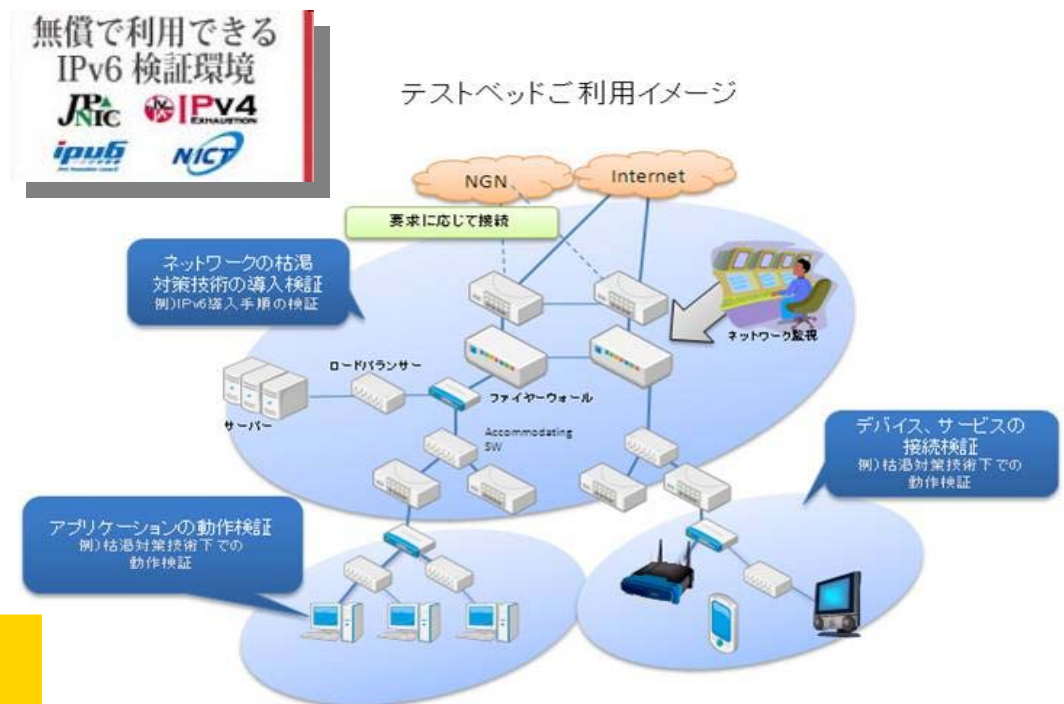 無償で利用できる
IPv6 検証環境
JPNIC
IPv4
EXHAUSTION
ipv6
NICT
テストベッドご利用イメージ
NGN
Internet
要求に応じて接続
ネットワークの枯渇
対策技術の導入検証
例)IPv6導入手順の検証
ネットワーク監視
ロードバランサー
ファイヤーウォール
サーバー
Accommodating
SW
デバイス、サービスの
接続検証
例)枯渇対策技術下での
動作検証
アプリケーションの動作検証
例)枯渇対策技術下での
動作検証